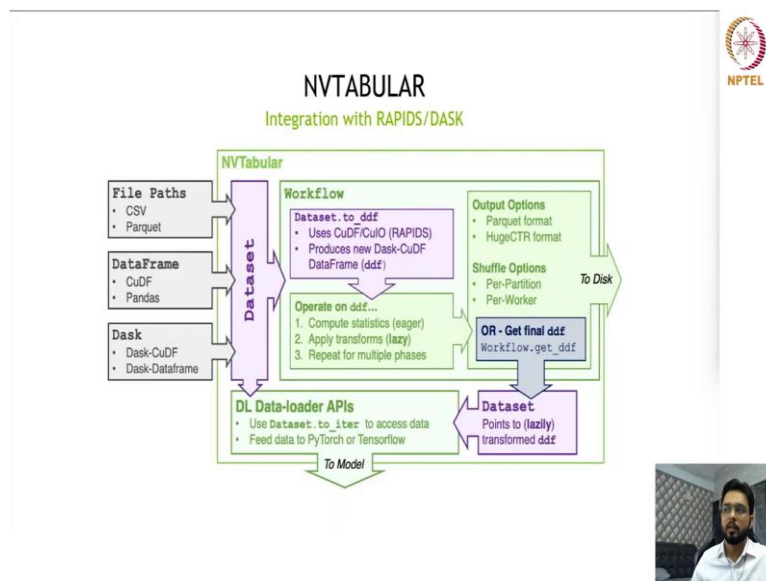 NPTEL
NVTABULAR
Integration with RAPIDS/DASK
NVTabular
File Paths
• CSV
• Parquet
DataFrame
• CuDF
• Pandas
Dask
• Dask-CuDF
• Dask-Dataframe
Dataset
Workflow
Dataset.to_ddf
• Uses CuDF/CuIO (RAPIDS)
• Produces new Dask-CuDF
DataFrame (ddf)
Operate on ddf...
1. Compute statistics (eager)
2. Apply transforms (lazy)
3. Repeat for multiple phases
Output Options
• Parquet format
• HugeCTR format
Shuffle Options
• Per-Partition
• Per-Worker
To Disk
OR - Get final ddf
Workflow.get_ddf
Dataset
Points to (lazily)
transformed ddf
DL Data-loader APIs
• Use Dataset.to_iter to access data
• Feed data to PyTorch or Tensorflow
To Model